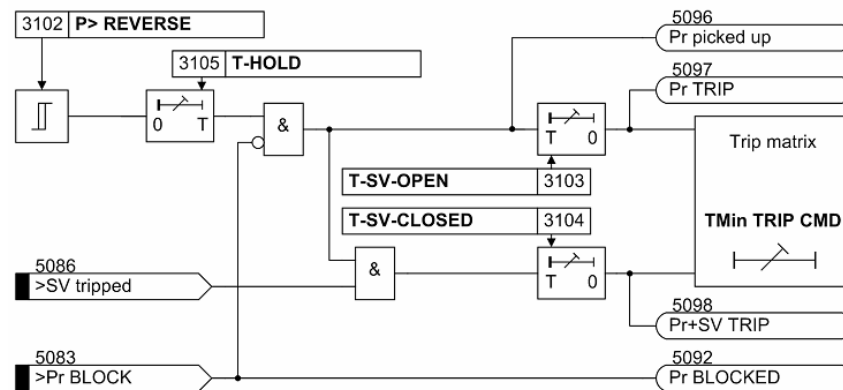 3102 P> REVERSE
5096
Pr picked up
3105 T-HOLD
5097
Pr TRIP
0 T
&
T 0
Trip matrix
T-SV-OPEN 3103
T-SV-CLOSED 3104
TMin TRIP CMD
&
T 0
5086
>SV tripped
5098
Pr+SV TRIP
5083
>Pr BLOCK
5092
Pr BLOCKED